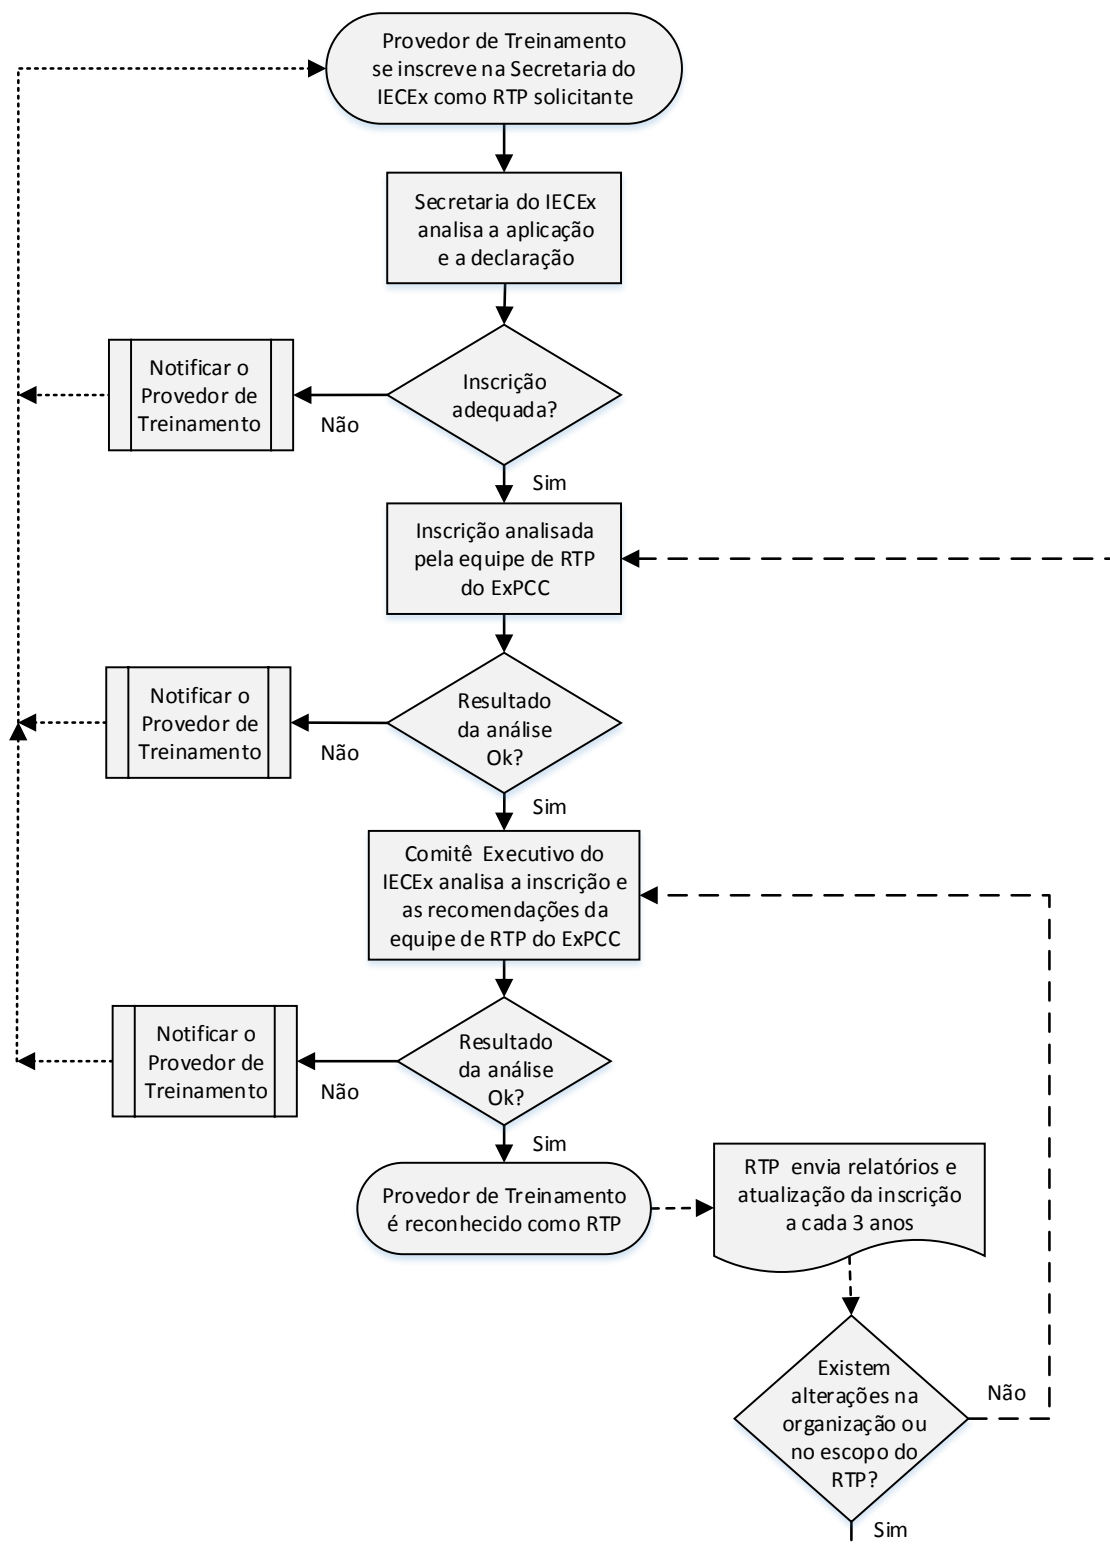 Provedor de Treinamento
se inscreve na Secretaria do
IECEx como RTP solicitante
Secretaria do IECEx
analisa a aplicação
e a declaração
Inscrição
adequada?
Não
Notificar o
Provedor de
Treinamento
Sim
Inscrição analisada
pela equipe de RTP
do ExPCC
Resultado
da análise
Ok?
Não
Notificar o
Provedor de
Treinamento
Sim
Comitê Executivo do
IECEx analisa a inscrição e
as recomendações da
equipe de RTP do ExPCC
Resultado
da análise
Ok?
Não
Notificar o
Provedor de
Treinamento
Sim
Provedor de Treinamento
é reconhecido como RTP
RTP envia relatórios e
atualização da inscrição
a cada 3 anos
Existem
alterações na
organização ou
no escopo do
RTP?
Não
Sim